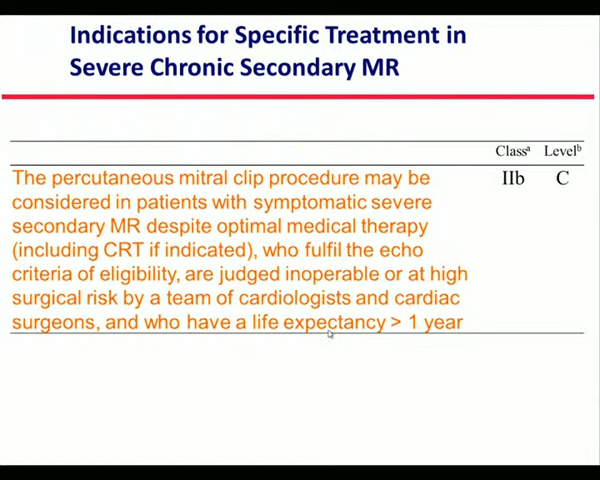 Indications for Specific Treatment in
Severe Chronic Secondary MR
Classᵃ Levelᵇ
The percutaneous mitral clip procedure may be IIb C
considered in patients with symptomatic severe
secondary MR despite optimal medical therapy
(including CRT if indicated), who fulfil the echo
criteria of eligibility, are judged inoperable or at high
surgical risk by a team of cardiologists and cardiac
surgeons, and who have a life expectancy > 1 year